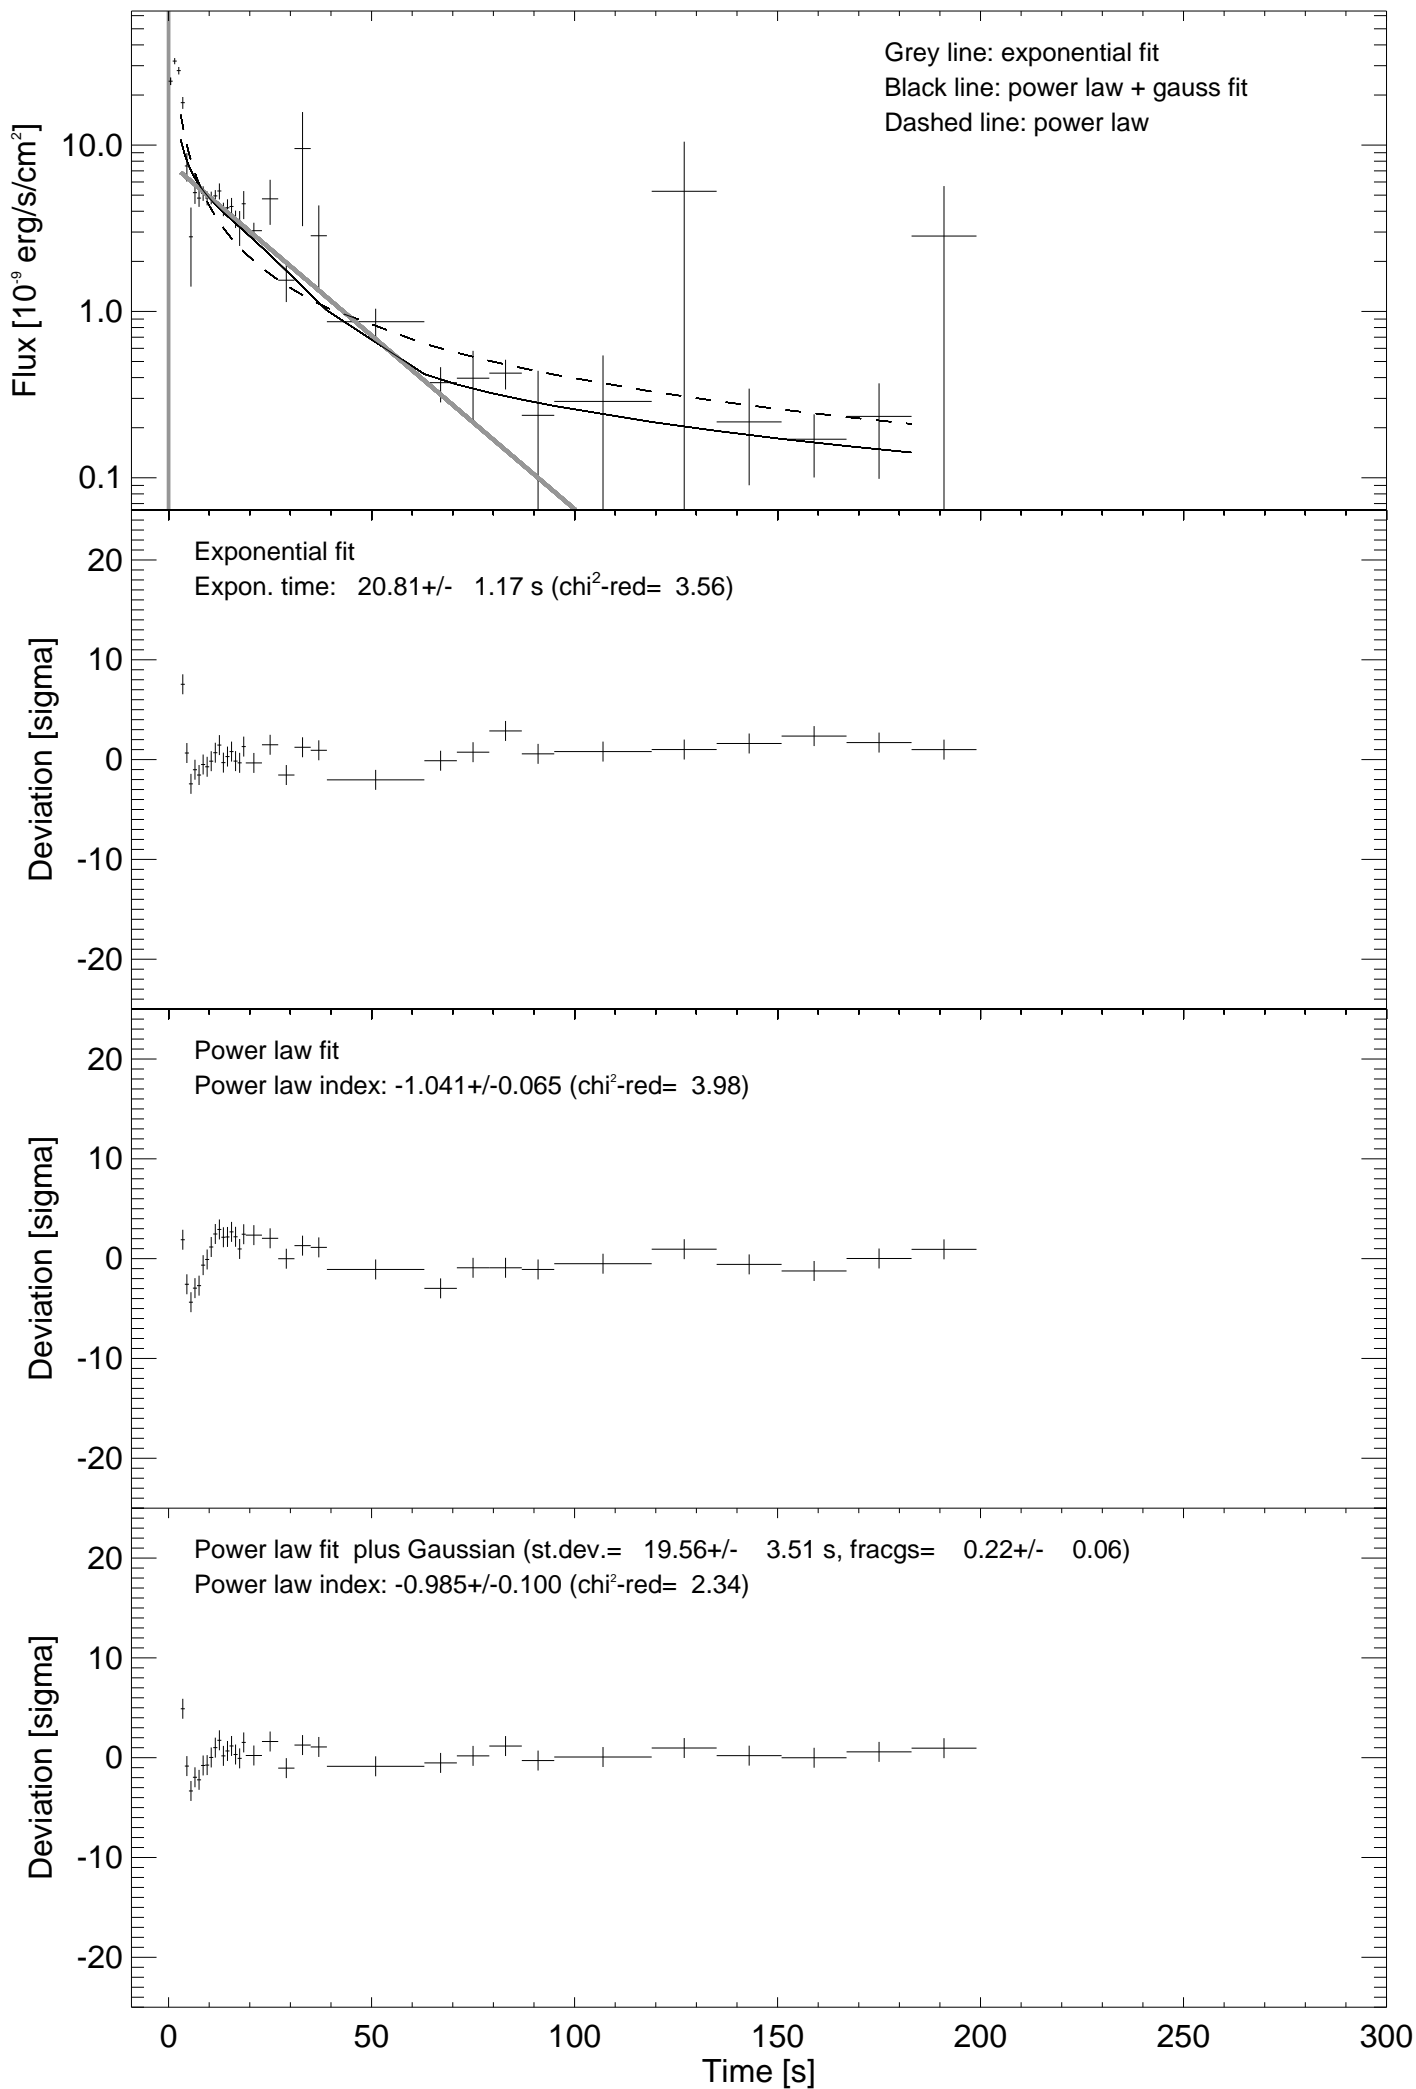 Grey line: exponential fit
Black line: power law + gauss fit
Dashed line: power law
Flux [10⁻⁹ erg/s/cm²]
10.0
1.0
0.1
Exponential fit
Expon. time: 20.81+/- 1.17 s (chi²-red= 3.56)
Deviation [sigma]
20
10
0
-10
-20
Power law fit
Power law index: -1.041+/-0.065 (chi²-red= 3.98)
Deviation [sigma]
20
10
0
-10
-20
Power law fit plus Gaussian (st.dev.= 19.56+/- 3.51 s, fracgs= 0.22+/- 0.06)
Power law index: -0.985+/-0.100 (chi²-red= 2.34)
Deviation [sigma]
20
10
0
-10
-20
0 50 100 150 200 250 300
Time [s]